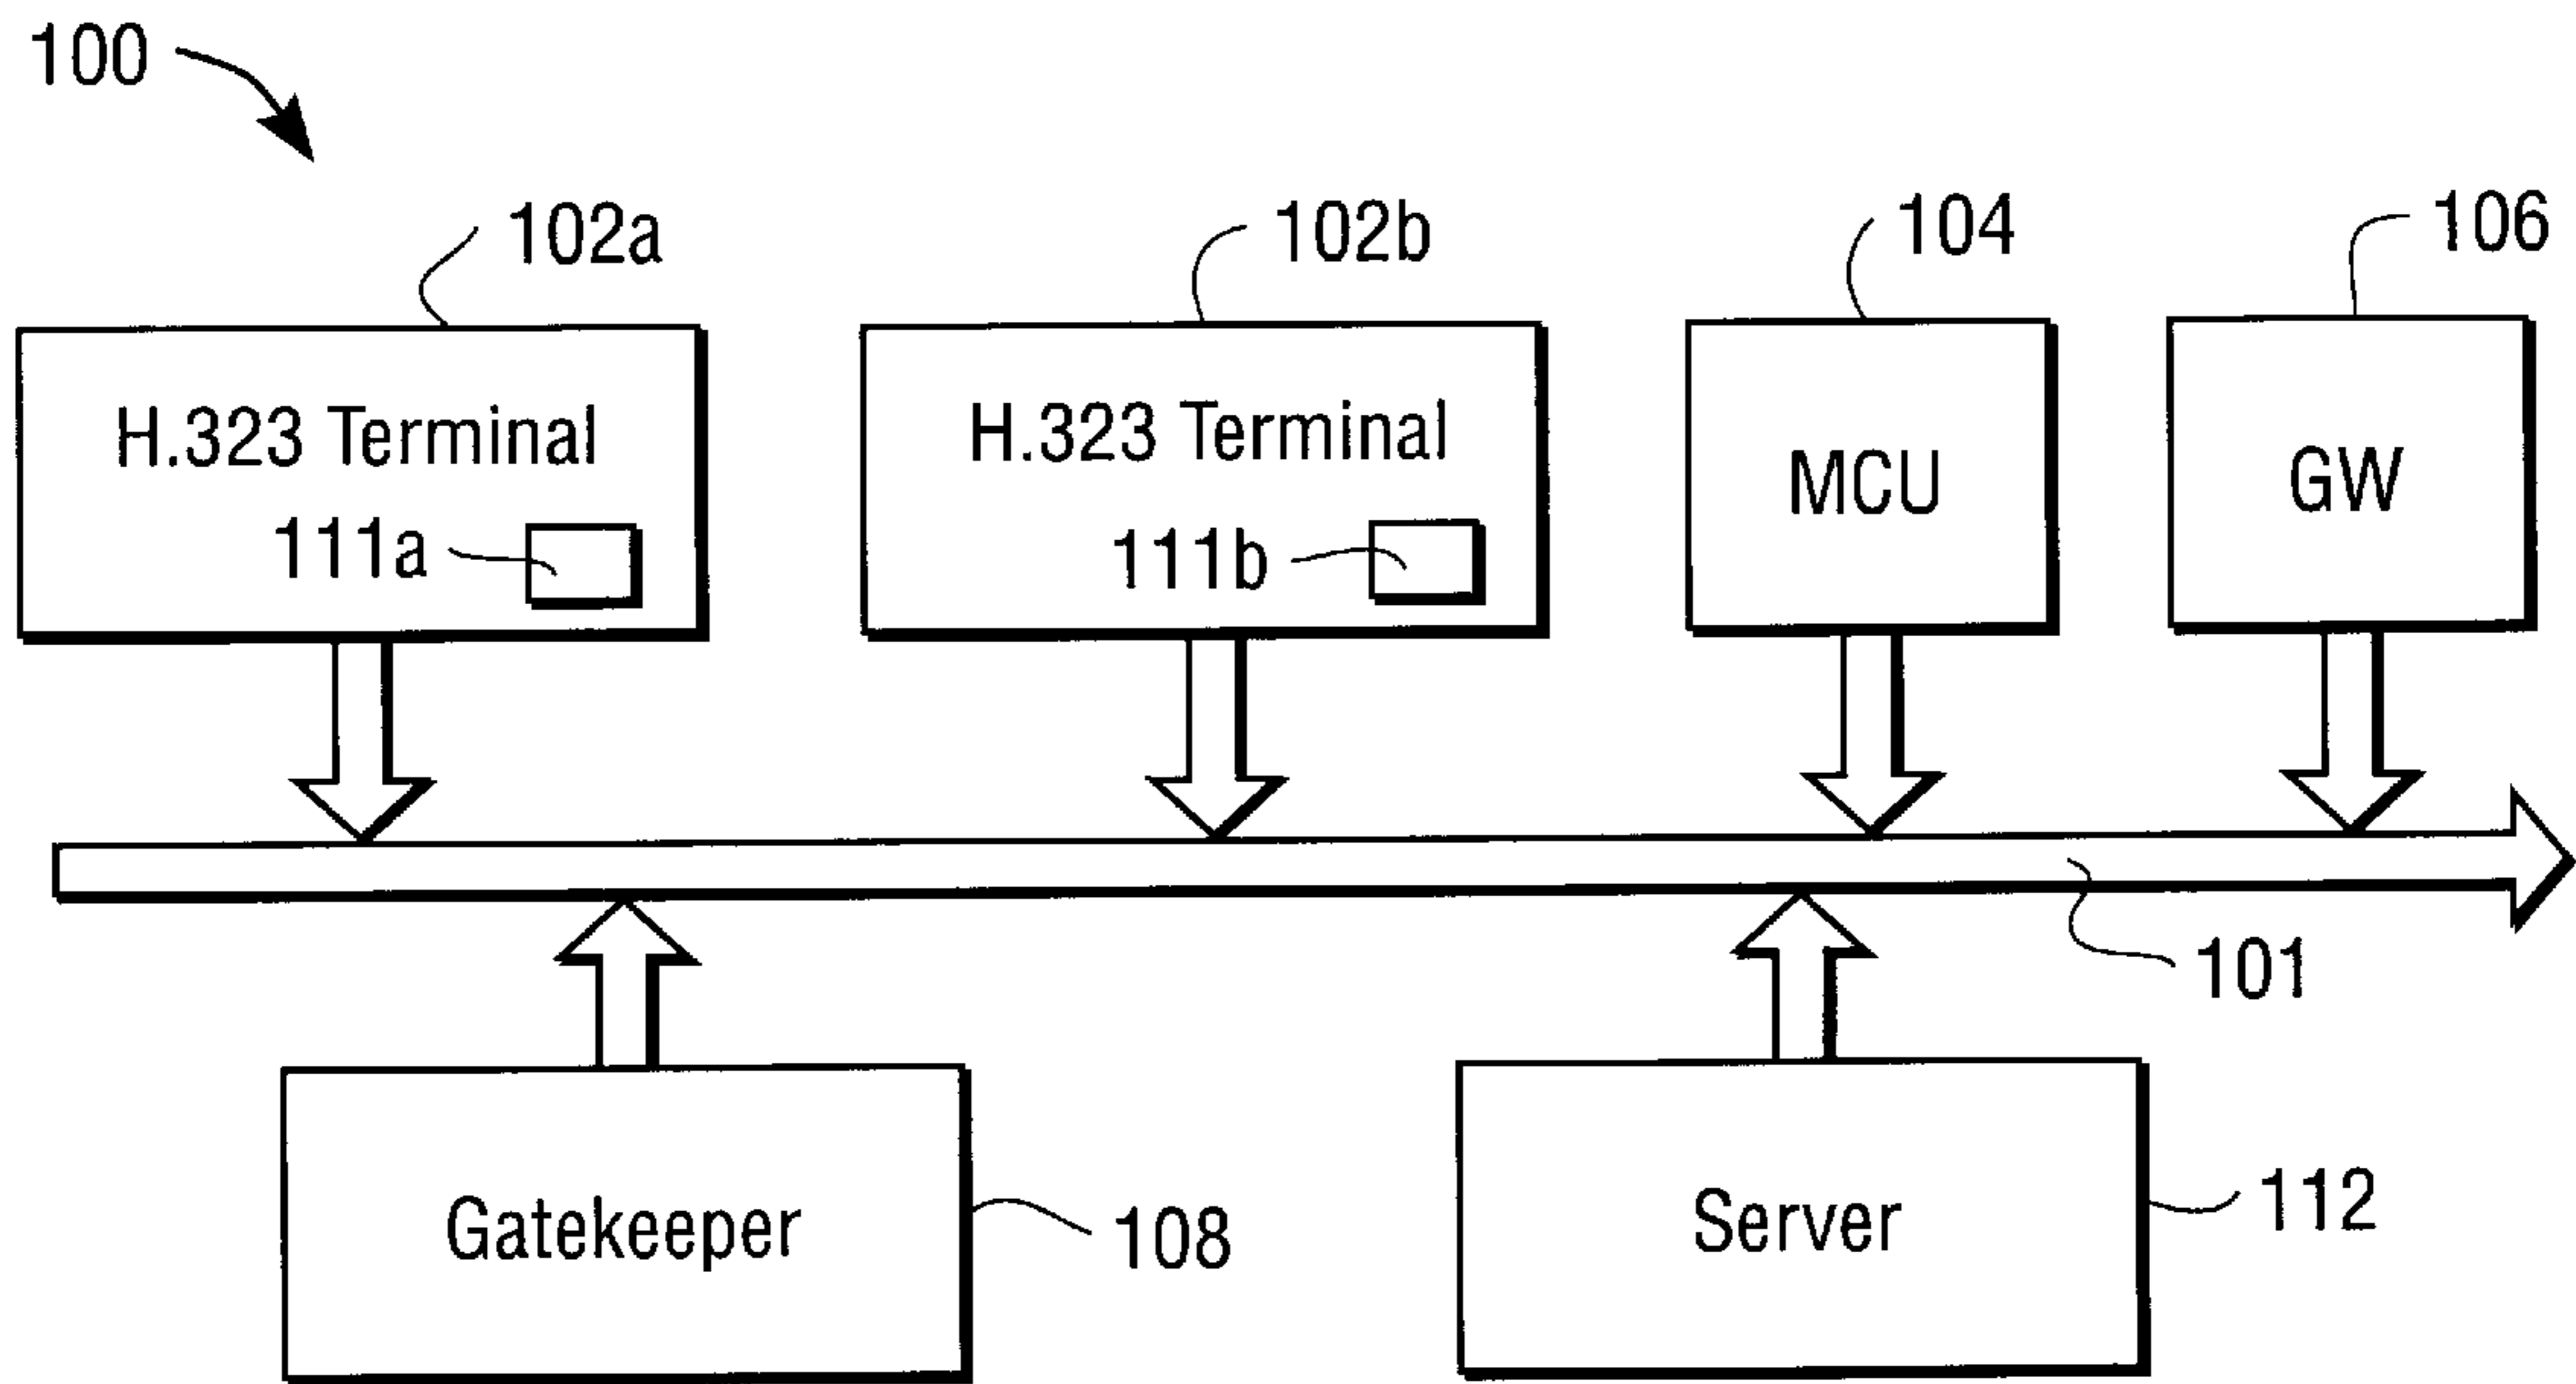 100
102a
102b
104
106
H.323 Terminal
H.323 Terminal
MCU
GW
111a
111b
101
Gatekeeper
108
Server
112